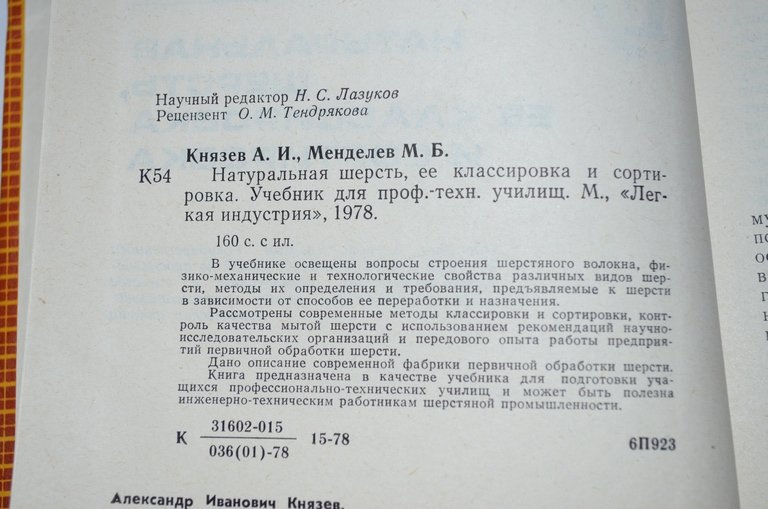 Научный редактор Н. С. Лазуков
Рецензент О. М. Тендрякова
Князев А. И., Менделев М. Б.
К54 Натуральная шерсть, ее классировка и сорти-
ровка. Учебник для проф.-техн. училищ. М., «Лег-
кая индустрия», 1978.
160 с. с ил.
В учебнике освещены вопросы строения шерстяного волокна, фи-
зико-механические и технологические свойства различных видов шер-
сти, методы их определения и требования, предъявляемые к шерсти
в зависимости от способов ее переработки и назначения.
Рассмотрены современные методы классировки и сортировки, конт-
роль качества мытой шерсти с использованием рекомендаций научно-
исследовательских организаций и передового опыта работы предприя-
тий первичной обработки шерсти.
Дано описание современной фабрики первичной обработки шерсти.
Книга предназначена в качестве учебника для подготовки уча-
щихся профессионально-технических училищ и может быть полезна
инженерно-техническим работникам шерстяной промышленности.
К 31602-015 15-78
036(01)-78
6П923
Александр Иванович Князев,